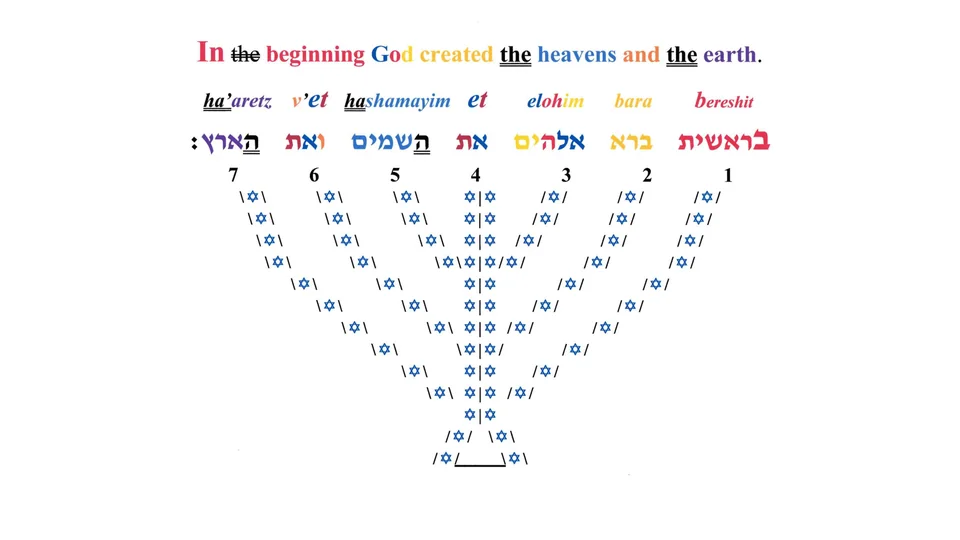 In the beginning God created the heavens and the earth.
ha’aretz v’et hashamayim et elohim bara bereshit
בראשית ברא אלהים את השמים ואת הארץ:
7 6 5 4 3 2 1